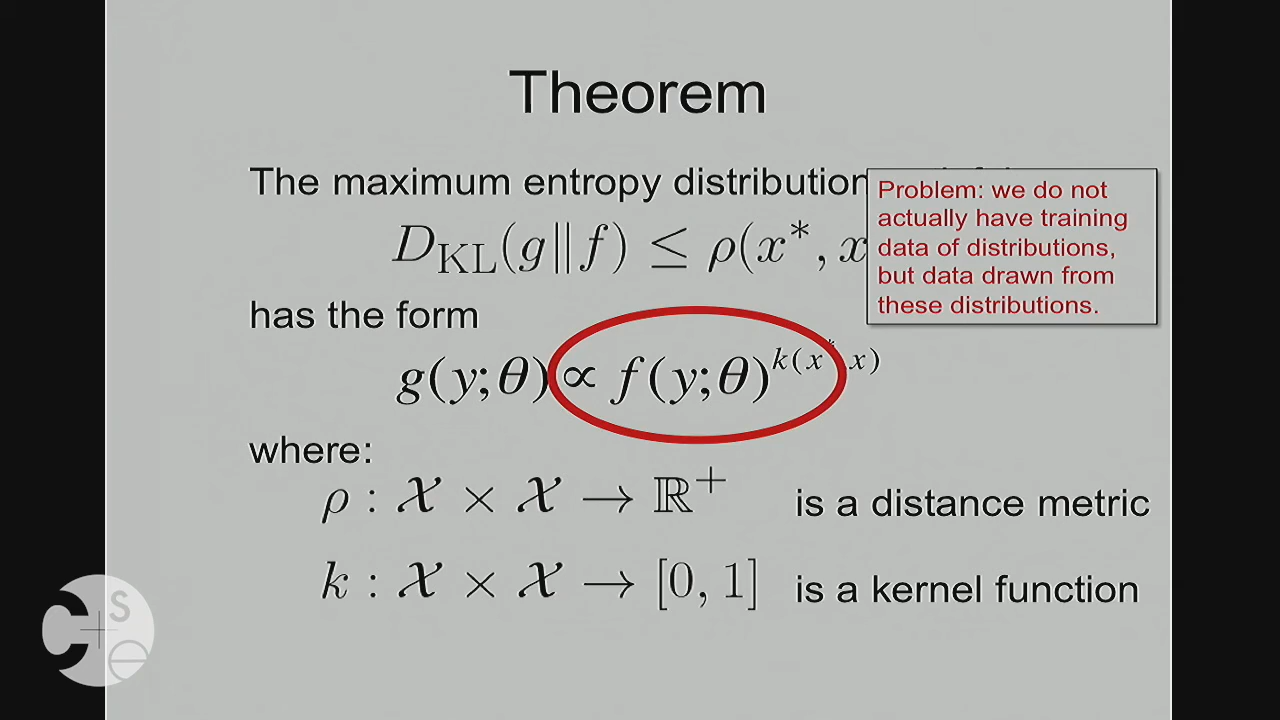 Theorem
The maximum entropy distribution
Problem: we do not
actually have training
data of distributions,
but data drawn from
these distributions.
D_KL(g‖f) ≤ ρ(x*, x
has the form
g(y;θ) ∝ f(y;θ)^k(x*, x)
where:
ρ : 𝒳 × 𝒳 → ℝ⁺ is a distance metric
k : 𝒳 × 𝒳 → [0, 1] is a kernel function
C S e